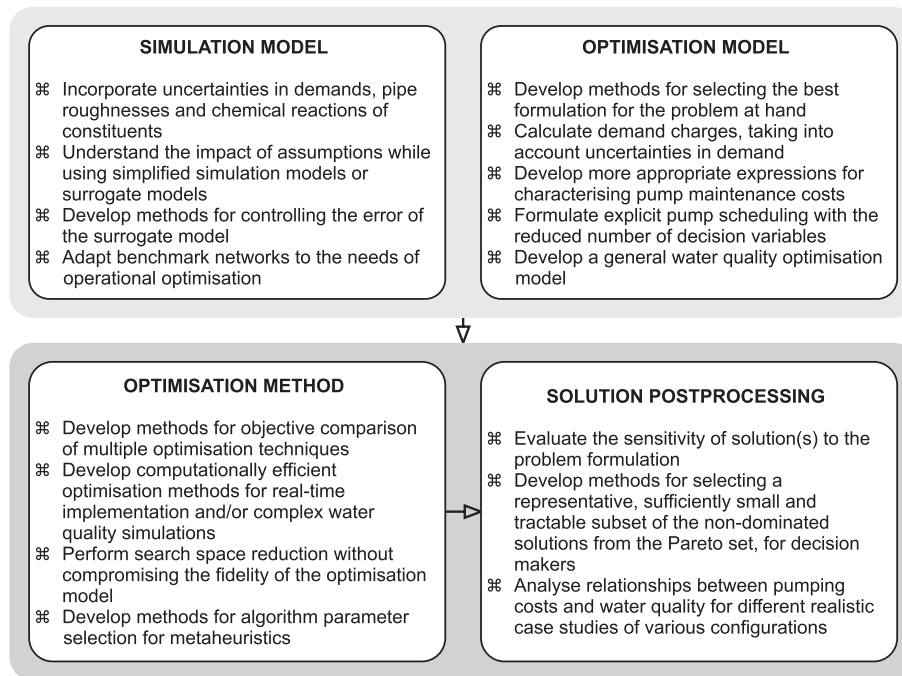 SIMULATION MODEL
⌘ Incorporate uncertainties in demands, pipe
roughnesses and chemical reactions of
constituents
⌘ Understand the impact of assumptions while
using simplified simulation models or
surrogate models
⌘ Develop methods for controlling the error of
the surrogate model
⌘ Adapt benchmark networks to the needs of
operational optimisation
OPTIMISATION MODEL
⌘ Develop methods for selecting the best
formulation for the problem at hand
⌘ Calculate demand charges, taking into
account uncertainties in demand
⌘ Develop more appropriate expressions for
characterising pump maintenance costs
⌘ Formulate explicit pump scheduling with the
reduced number of decision variables
⌘ Develop a general water quality optimisation
model
OPTIMISATION METHOD
⌘ Develop methods for objective comparison
of multiple optimisation techniques
⌘ Develop computationally efficient
optimisation methods for real-time
implementation and/or complex water
quality simulations
⌘ Perform search space reduction without
compromising the fidelity of the optimisation
model
⌘ Develop methods for algorithm parameter
selection for metaheuristics
SOLUTION POSTPROCESSING
⌘ Evaluate the sensitivity of solution(s) to the
problem formulation
⌘ Develop methods for selecting a
representative, sufficiently small and
tractable subset of the non-dominated
solutions from the Pareto set, for decision
makers
⌘ Analyse relationships between pumping
costs and water quality for different realistic
case studies of various configurations